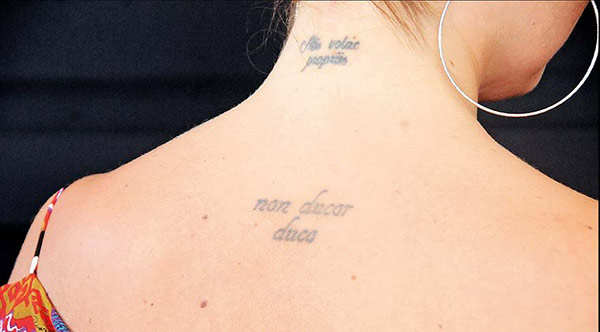 Alis volat
propriis
non ducor
duco